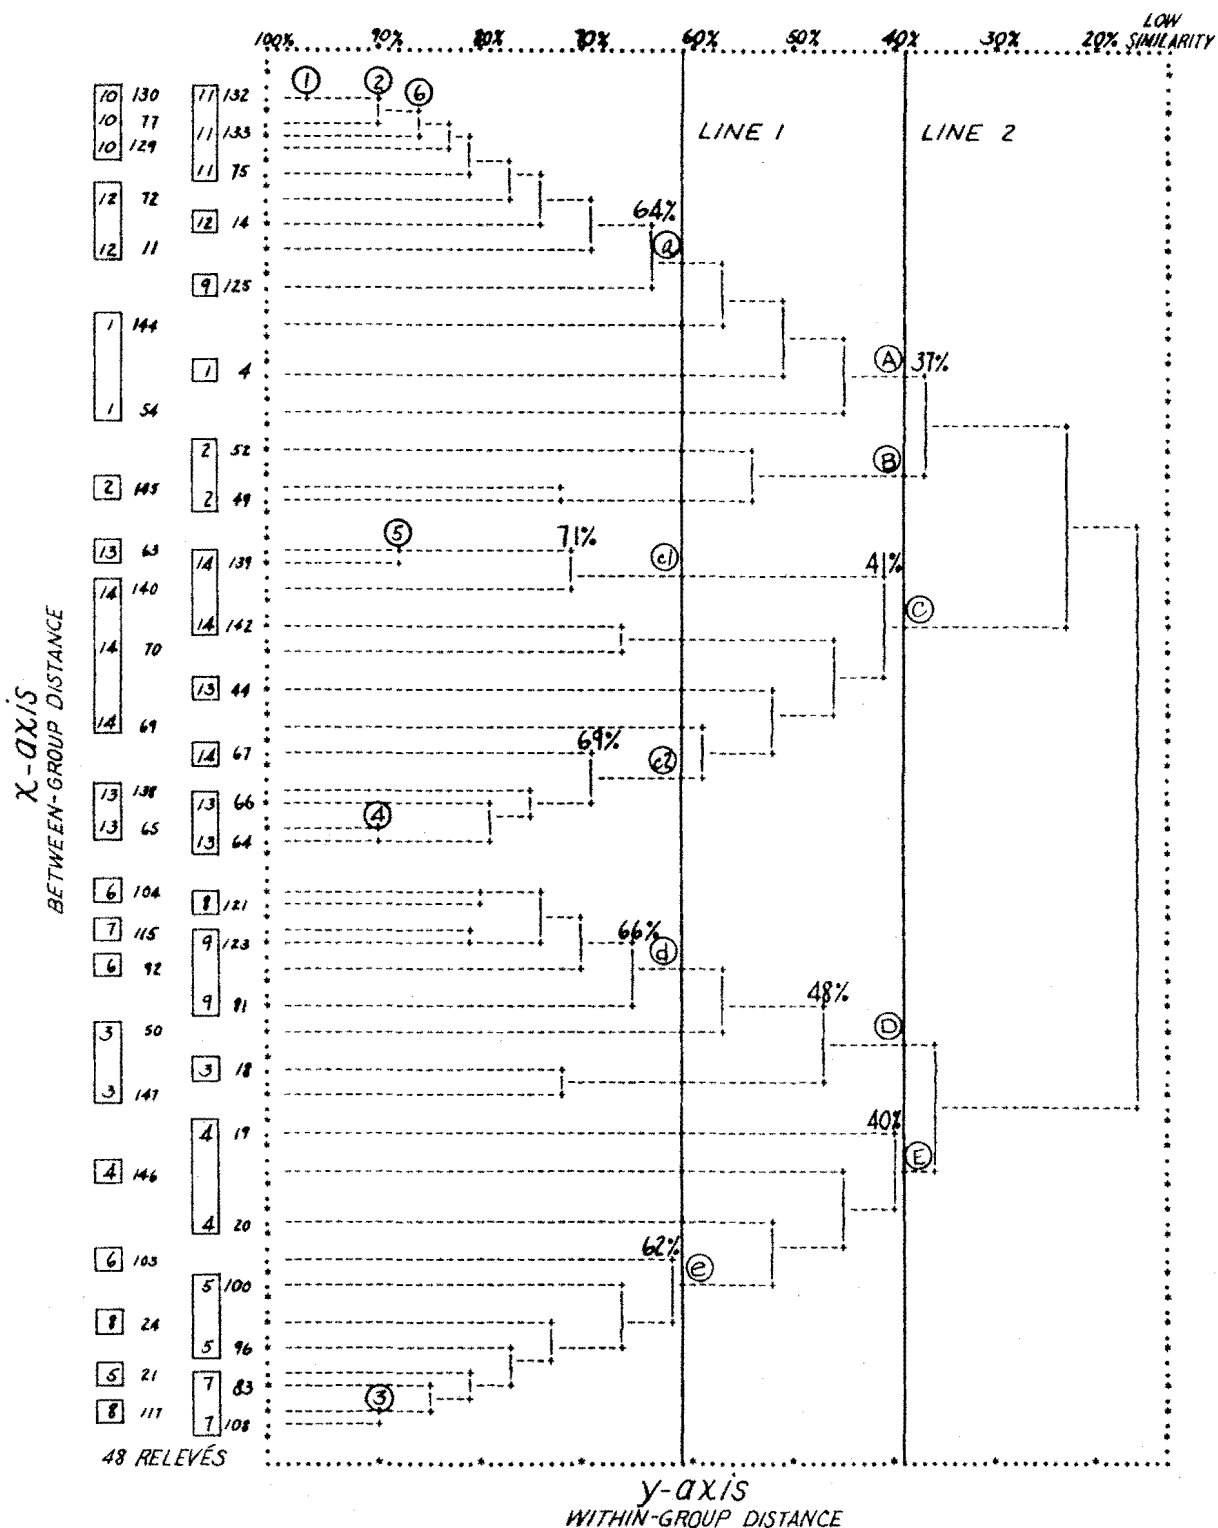 LOW
100% 90% 80% 70% 60% 50% 40% 30% 20% SIMILARITY
1 2 6
10 130 11 132
10 77
11 133
LINE 1 LINE 2
10 129
11 75
12 72
64%
12 14
a
12 11
9 125
1 144
A 37%
1 4
1 54
2 52
B
2 145
2 49
5 71%
13 63
c1 41%
14 139
14 140
C
14 142
14 70
13 44
14 69
69%
14 67
c2
13 138
13 66
4
13 65
13 64
X-axis
BETWEEN-GROUP DISTANCE
6 104
8 121
7 115
66%
9 123
d
6 92
48%
9 81
D
3 50
3 18
3 147
40%
4 19
E
4 146
4 20
62%
6 103
e
5 100
8 24
5 96
5 21
7 83
3
8 117
7 108
48 RELEVÉS
y-axis
WITHIN-GROUP DISTANCE